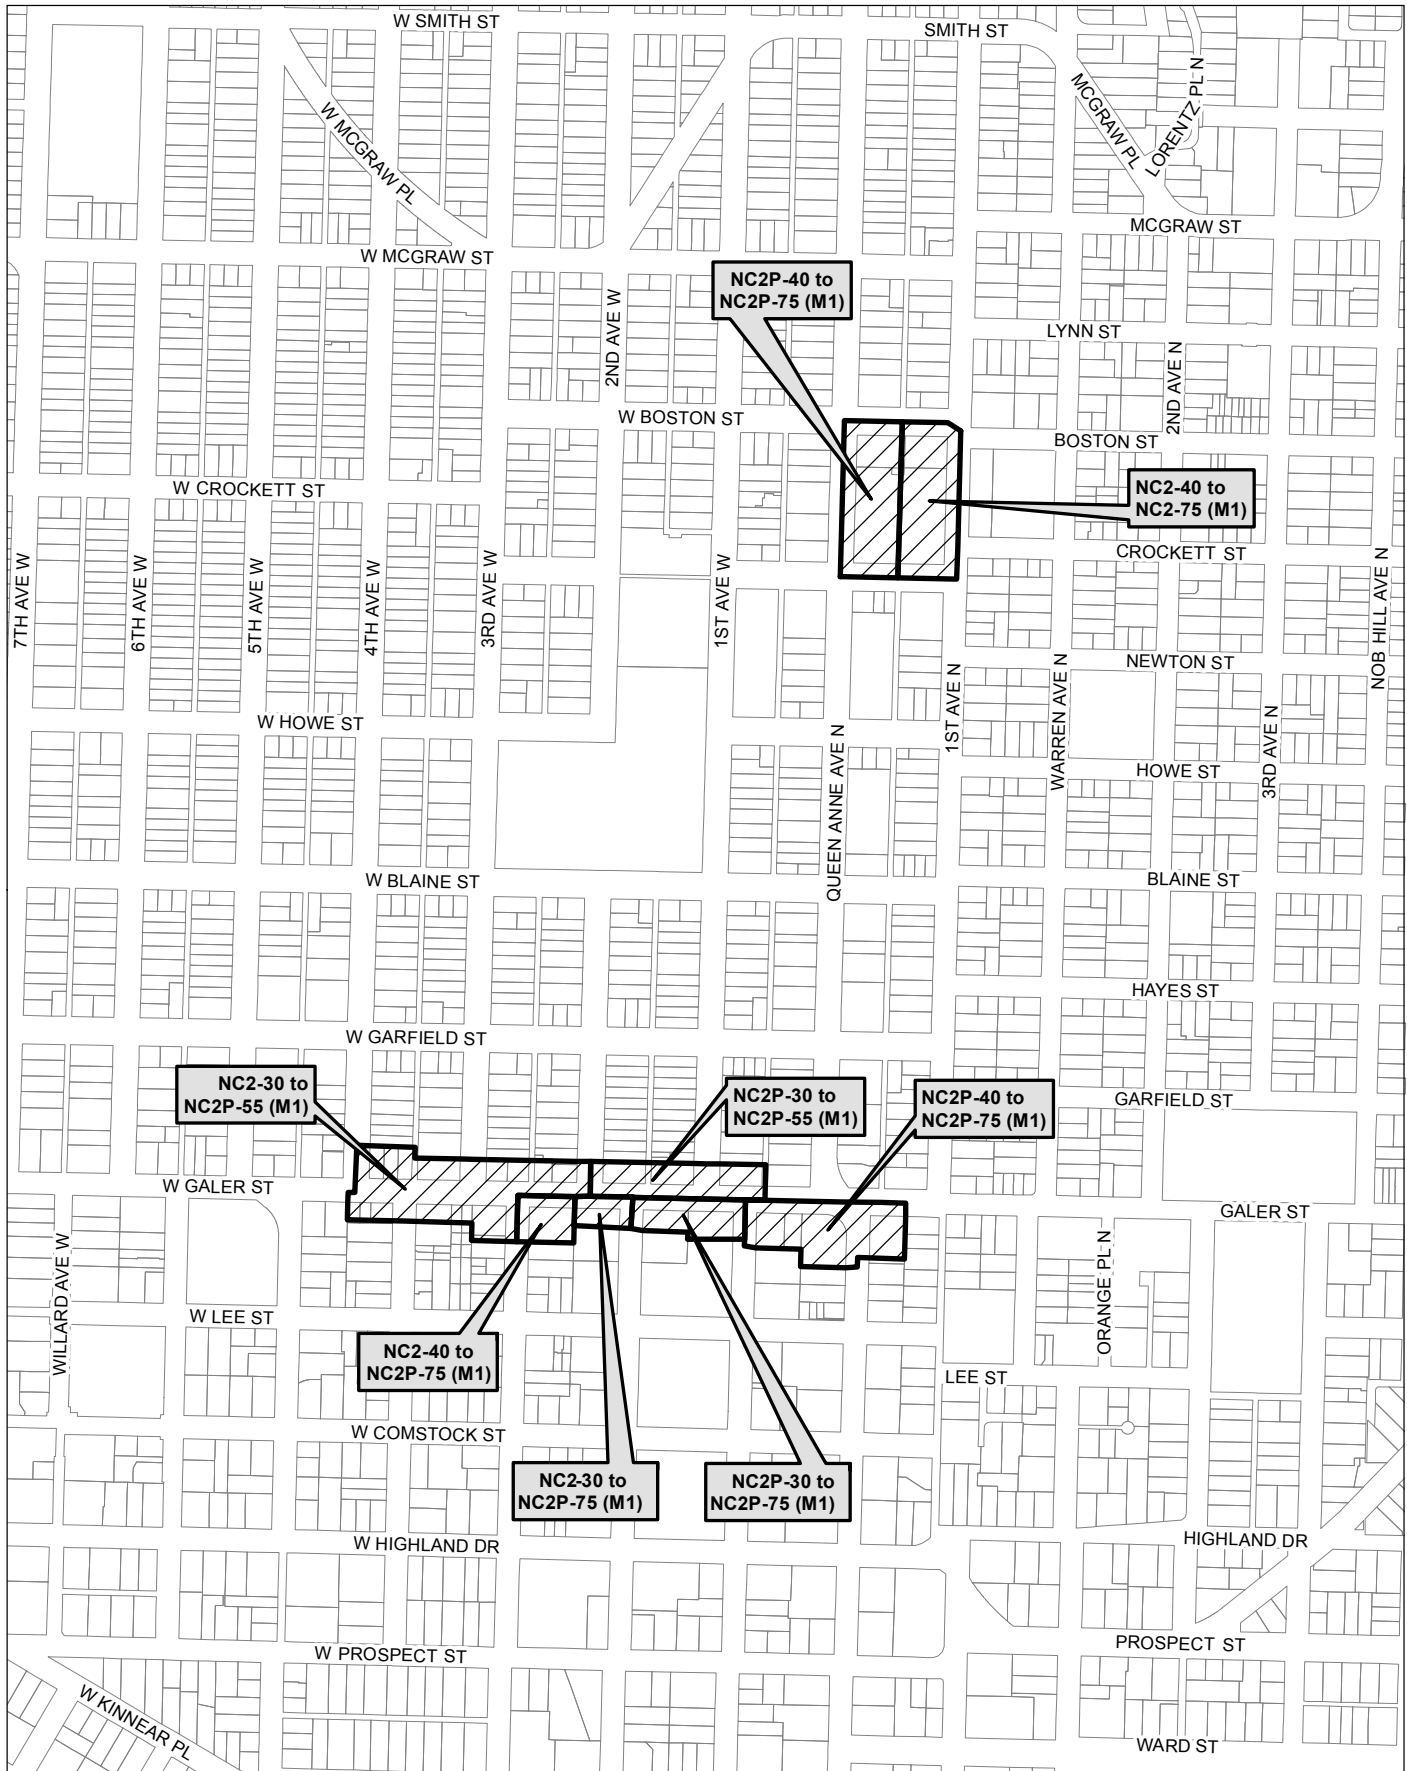 W SMITH ST
SMITH ST
W MCGRAW PL
MCGRAW PL
LORENTZ PL N
MCGRAW ST
W MCGRAW ST
NC2P-40 to
NC2P-75 (M1)
2ND AVE W
LYNN ST
2ND AVE N
W BOSTON ST
BOSTON ST
W CROCKETT ST
NC2-40 to
NC2-75 (M1)
CROCKETT ST
7TH AVE W
6TH AVE W
5TH AVE W
4TH AVE W
3RD AVE W
1ST AVE W
NOB HILL AVE N
NEWTON ST
1ST AVE N
WARREN AVE N
W HOWE ST
3RD AVE N
QUEEN ANNE AVE N
HOWE ST
W BLAINE ST
BLAINE ST
HAYES ST
W GARFIELD ST
NC2-30 to
NC2P-55 (M1)
NC2P-30 to
NC2P-55 (M1)
NC2P-40 to
NC2P-75 (M1)
GARFIELD ST
W GALER ST
GALER ST
WILLARD AVE W
ORANGE PL N
W LEE ST
NC2-40 to
NC2P-75 (M1)
LEE ST
W COMSTOCK ST
NC2-30 to
NC2P-75 (M1)
NC2P-30 to
NC2P-75 (M1)
W HIGHLAND DR
HIGHLAND DR
W PROSPECT ST
PROSPECT ST
W KINNEAR PL
WARD ST